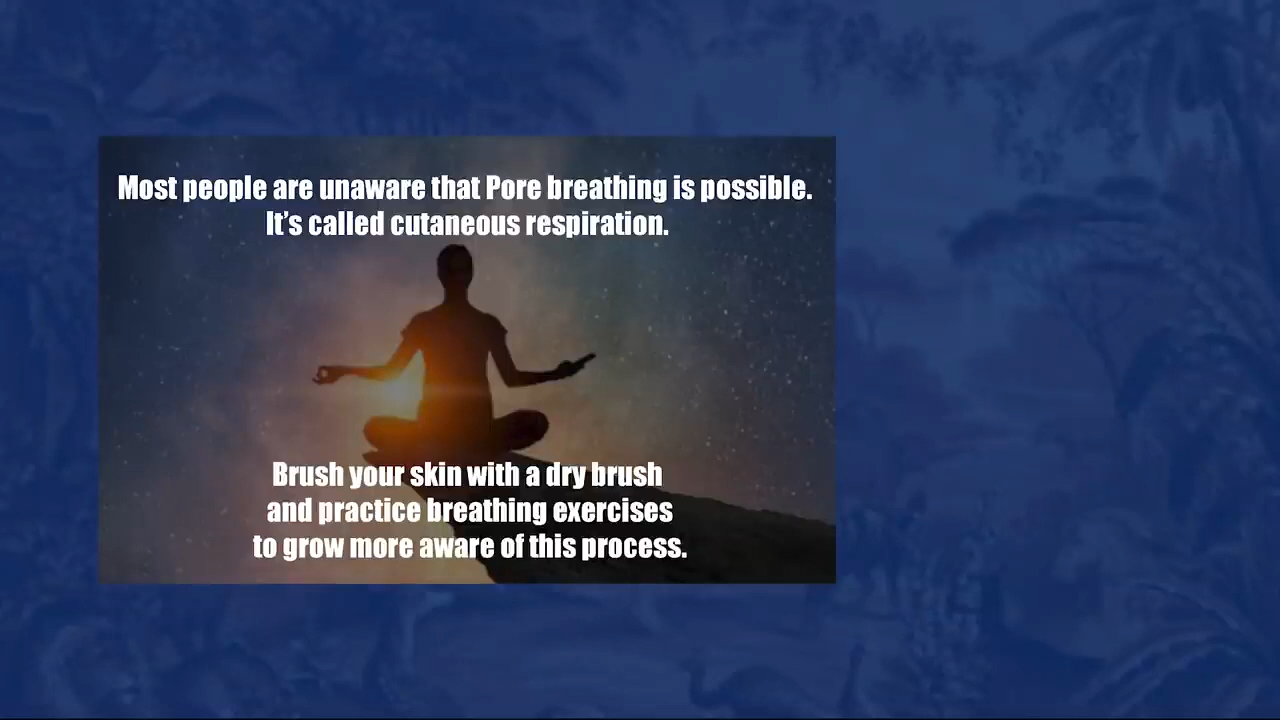 Most people are unaware that Pore breathing is possible.
It's called cutaneous respiration.
Brush your skin with a dry brush
and practice breathing exercises
to grow more aware of this process.